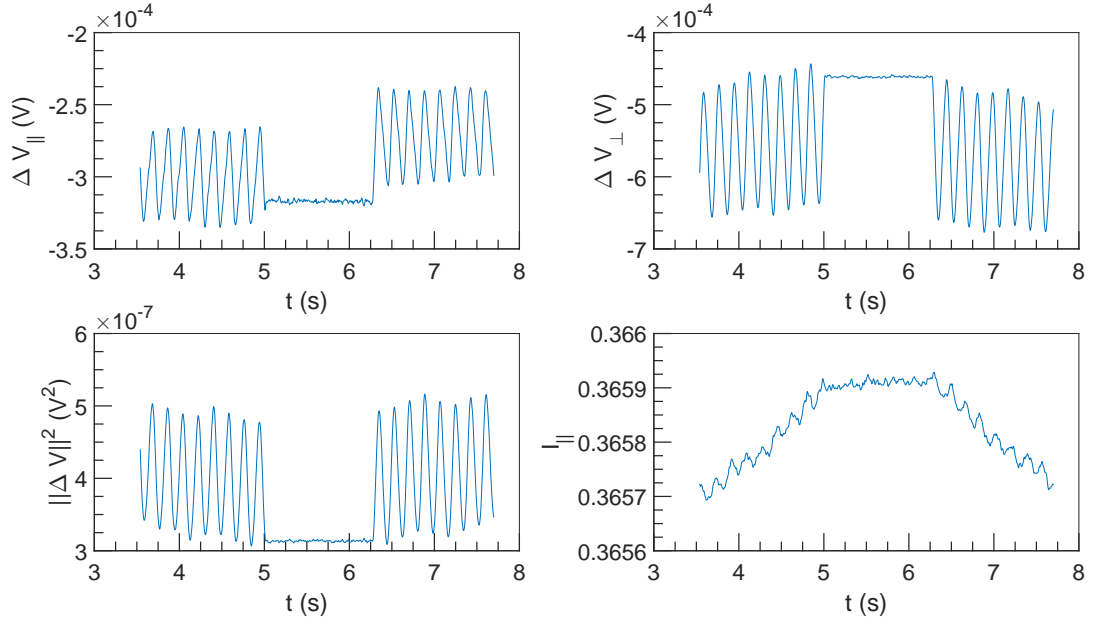 ×10⁻⁴
-2
-2.5
-3
-3.5
Δ V∥ (V)
3 4 5 6 7 8
t (s)
×10⁻⁴
-4
-5
-6
-7
Δ V⊥ (V)
3 4 5 6 7 8
t (s)
×10⁻⁷
6
5
4
3
||Δ V||² (V²)
3 4 5 6 7 8
t (s)
0.366
0.3659
0.3658
0.3657
0.3656
I∥
3 4 5 6 7 8
t (s)